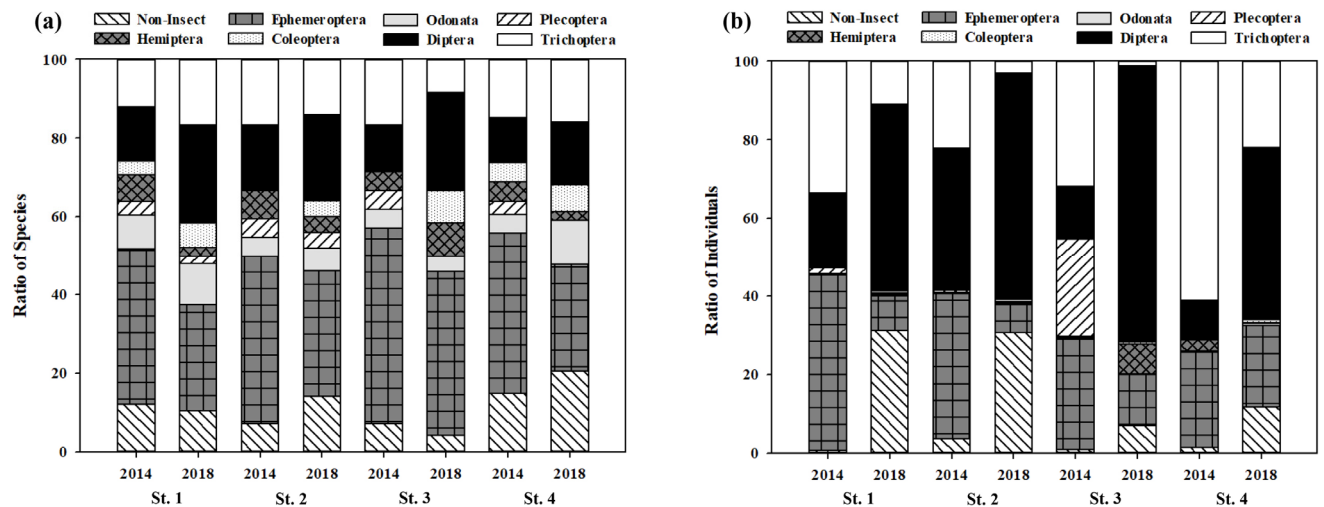 (a)
Non-Insect Ephemeroptera Odonata Plecoptera
Hemiptera Coleoptera Diptera Trichoptera
Ratio of Species
100
80
60
40
20
0
2014 2018 2014 2018 2014 2018 2014 2018
St. 1 St. 2 St. 3 St. 4
(b)
Non-Insect Ephemeroptera Odonata Plecoptera
Hemiptera Coleoptera Diptera Trichoptera
Ratio of Individuals
100
80
60
40
20
0
2014 2018 2014 2018 2014 2018 2014 2018
St. 1 St. 2 St. 3 St. 4